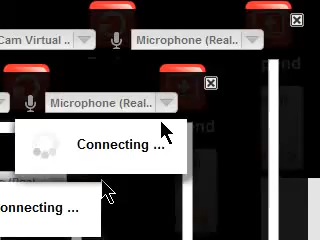 Cam Virtual ..
Microphone (Real..
Microphone (Real..
Connecting ...
onnecting ...